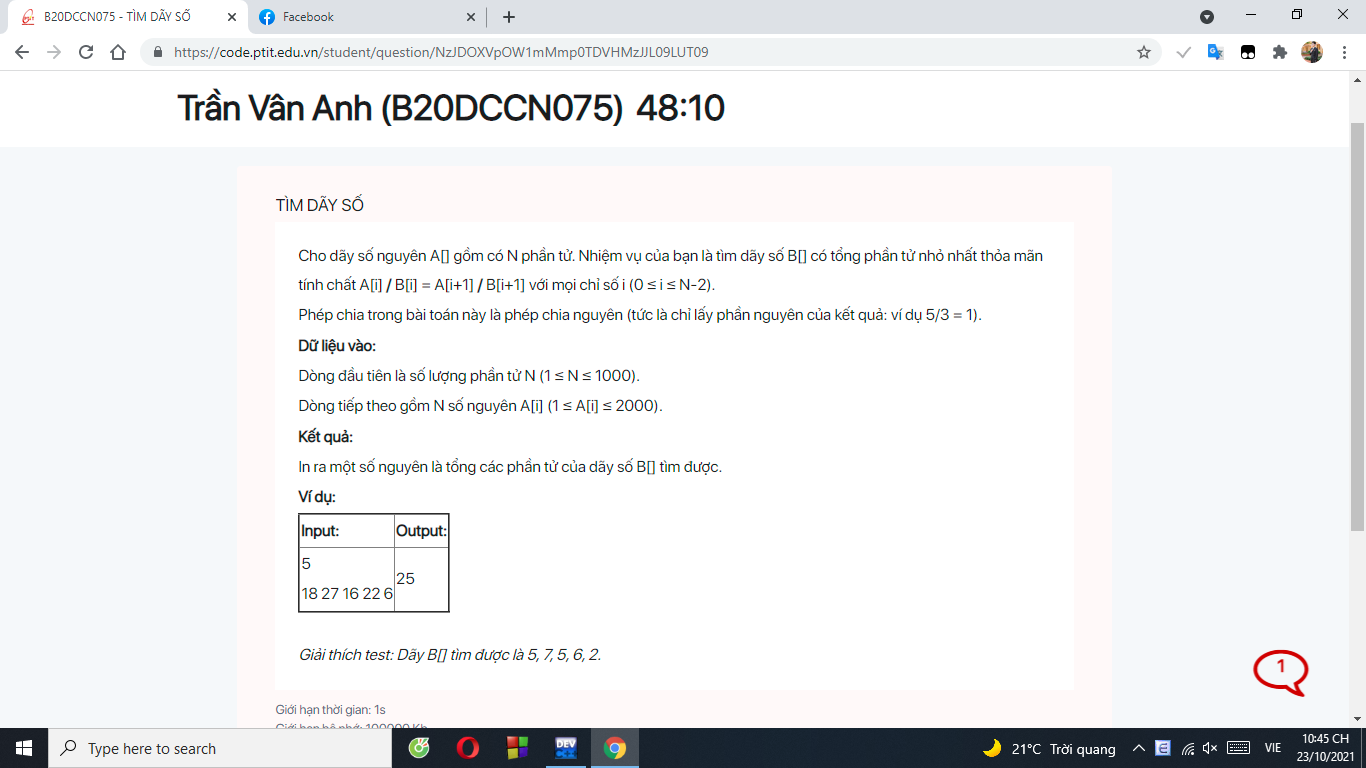 B20DCCN075 - TÌM DÃY SỐ
Facebook
https://code.ptit.edu.vn/student/question/NzJDOXVpOW1mMmp0TDVHMzJJL09LUT09
Trần Vân Anh (B20DCCN075) 48:10
TÌM DÃY SỐ
Cho dãy số nguyên A[] gồm có N phần tử. Nhiệm vụ của bạn là tìm dãy số B[] có tổng phần tử nhỏ nhất thỏa mãn
tính chất A[i] / B[i] = A[i+1] / B[i+1] với mọi chỉ số i (0 ≤ i ≤ N-2).
Phép chia trong bài toán này là phép chia nguyên (tức là chỉ lấy phần nguyên của kết quả: ví dụ 5/3 = 1).
Dữ liệu vào:
Dòng đầu tiên là số lượng phần tử N (1 ≤ N ≤ 1000).
Dòng tiếp theo gồm N số nguyên A[i] (1 ≤ A[i] ≤ 2000).
Kết quả:
In ra một số nguyên là tổng các phần tử của dãy số B[] tìm được.
Ví dụ:
Input: Output:
5
25
18 27 16 22 6
Giải thích test: Dãy B[] tìm được là 5, 7, 5, 6, 2.
1
Giới hạn thời gian: 1s
Giới hạn bộ nhớ: 100000 Kb
Type here to search
DEV
21°C Trời quang
E
VIE
10:45 CH
23/10/2021